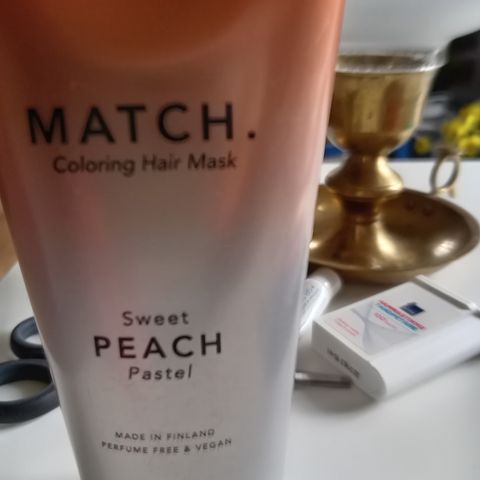 MATCH.
Coloring Hair Mask
Sweet
PEACH
Pastel
MADE IN FINLAND
PERFUME FREE & VEGAN